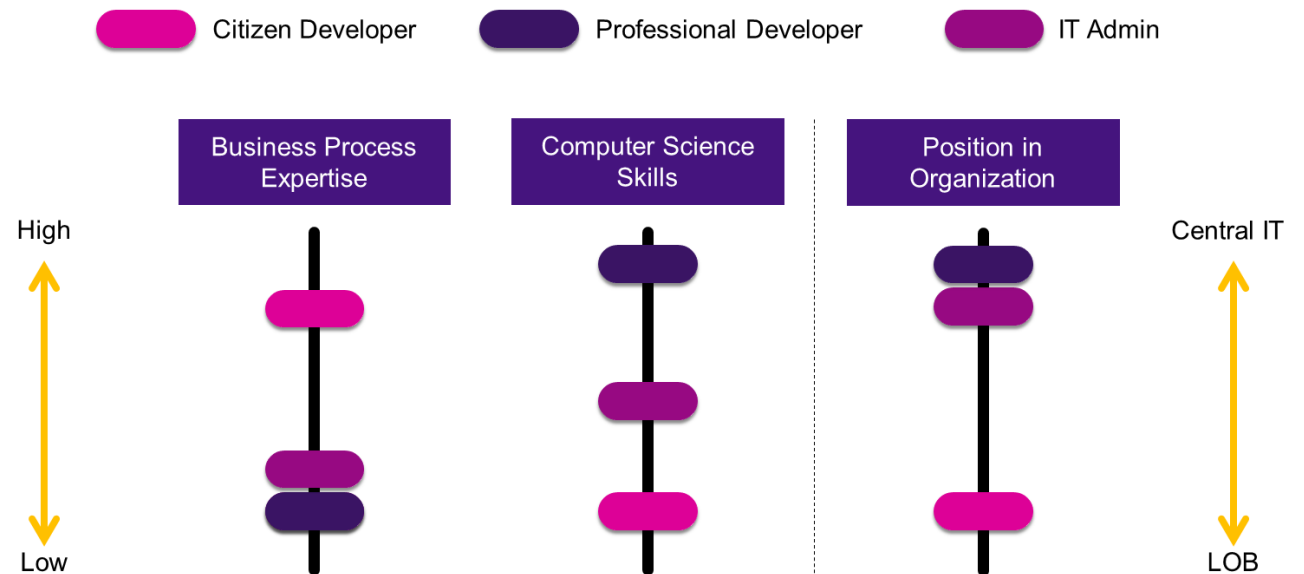 Citizen Developer
Professional Developer
IT Admin
Business Process
Expertise
Computer Science
Skills
Position in
Organization
High
Central IT
Low
LOB